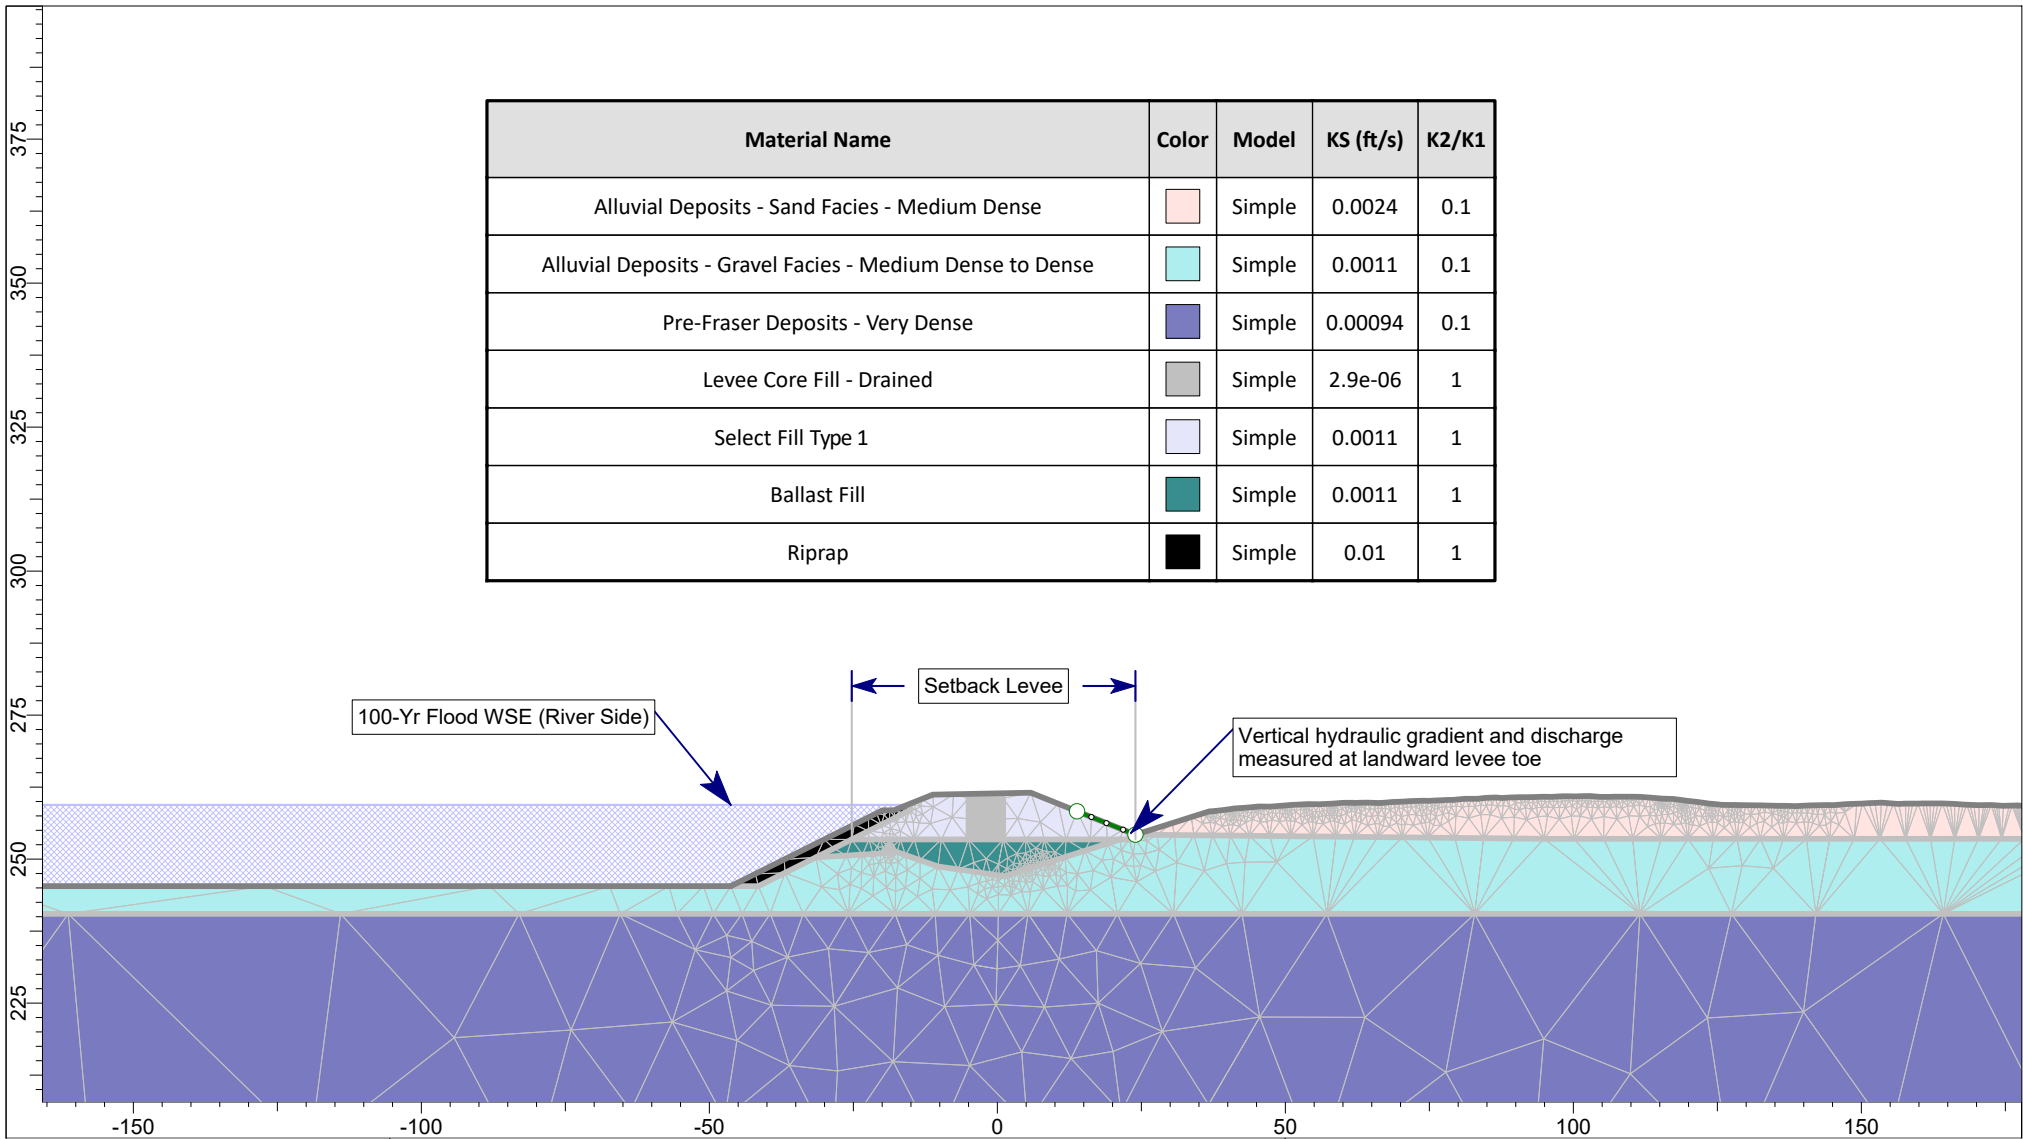 Material Name Color Model KS (ft/s) K2/K1
Alluvial Deposits - Sand Facies - Medium Dense Simple 0.0024 0.1
Alluvial Deposits - Gravel Facies - Medium Dense to Dense Simple 0.0011 0.1
Pre-Fraser Deposits - Very Dense Simple 0.00094 0.1
Levee Core Fill - Drained Simple 2.9e-06 1
Select Fill Type 1 Simple 0.0011 1
Ballast Fill Simple 0.0011 1
Riprap Simple 0.01 1
Setback Levee
100-Yr Flood WSE (River Side)
Vertical hydraulic gradient and discharge
measured at landward levee toe
375
350
325
300
275
250
225
-150 -100 -50 0 50 100 150